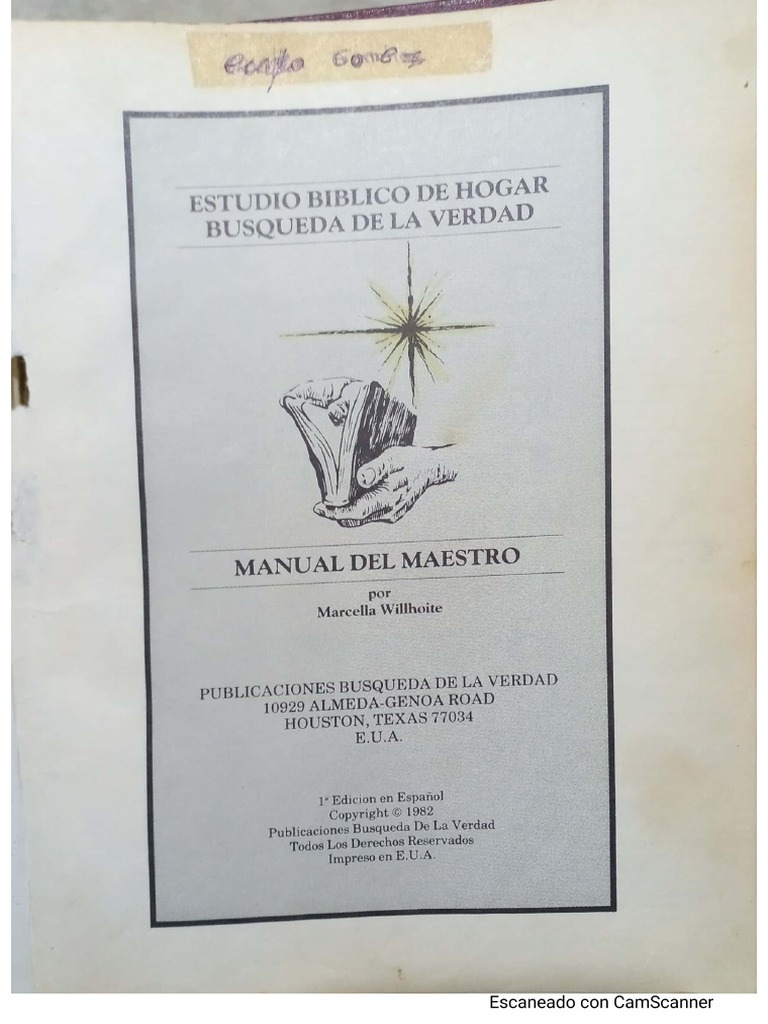 Gomez
ESTUDIO BIBLICO DE HOGAR
BUSQUEDA DE LA VERDAD
MANUAL DEL MAESTRO
por
Marcella Willhoite
PUBLICACIONES BUSQUEDA DE LA VERDAD
10929 ALMEDA-GENOA ROAD
HOUSTON, TEXAS 77034
E.U.A.
1ª Edicion en Español
Copyright © 1982
Publicaciones Busqueda De La Verdad
Todos Los Derechos Reservados
Impreso en E.U.A.
Escaneado con CamScanner